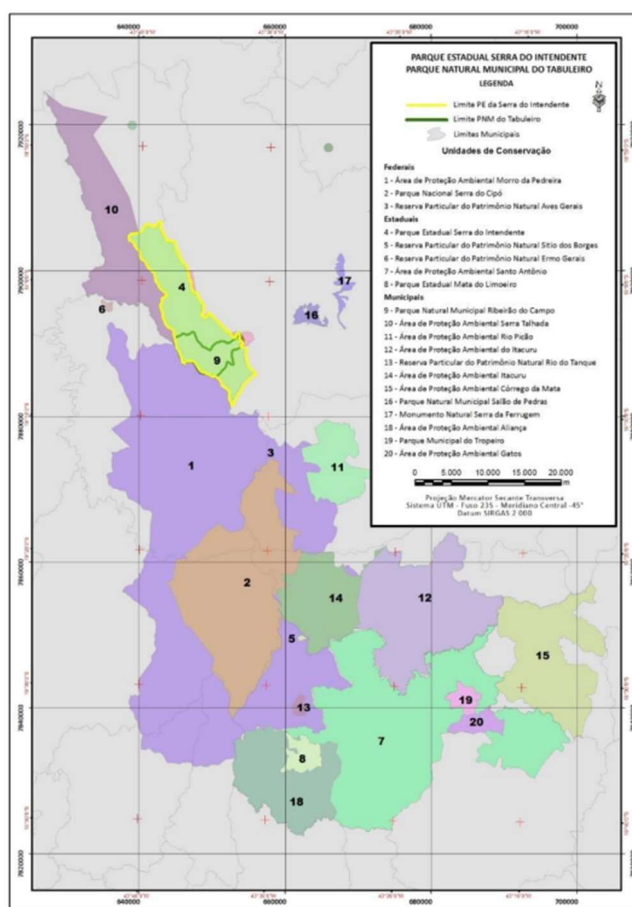 640000 660000 680000 700000
PARQUE ESTADUAL SERRA DO INTENDENTE
PARQUE NATURAL MUNICIPAL DO TABULEIRO
LEGENDA
N
Limite PE da Serra do Intendente
Limite PNM do Tabuleiro
Limites Municipais
Unidades de Conservação
Federais
1 - Área de Proteção Ambiental Morro da Pedreira
2 - Parque Nacional Serra do Cipó
3 - Reserva Particular do Patrimônio Natural Aves Gerais
Estaduais
4 - Parque Estadual Serra do Intendente
5 - Reserva Particular do Patrimônio Natural Sítio dos Borges
6 - Reserva Particular do Patrimônio Natural Ermo Gerais
7 - Área de Proteção Ambiental Santo Antônio
8 - Parque Estadual Mata do Limoeiro
Municipais
9 - Parque Natural Municipal Ribeirão do Campo
10 - Área de Proteção Ambiental Serra Talhada
11 - Área de Proteção Ambiental Rio Picão
12 - Área de Proteção Ambiental do Itacuru
13 - Reserva Particular do Patrimônio Natural Rio do Tanque
14 - Área de Proteção Ambiental Itacuru
15 - Área de Proteção Ambiental Córrego da Mata
16 - Parque Natural Municipal Salão de Pedras
17 - Monumento Natural Serra da Ferrugem
18 - Área de Proteção Ambiental Aliança
19 - Parque Municipal do Tropeiro
20 - Área de Proteção Ambiental Gatos
0 5.000 10.000 15.000 20.000
m
Projeção Mercator Secante Transversa
Sistema UTM - Fuso 23S - Meridiano Central -45°
Datum SIRGAS 2 000
7920000
10
7900000
4
17
6
16
9
7880000
1
3
11
7860000
2
14
12
5
15
13
19
7840000
20
7
8
18
7820000
640000 660000 680000 700000